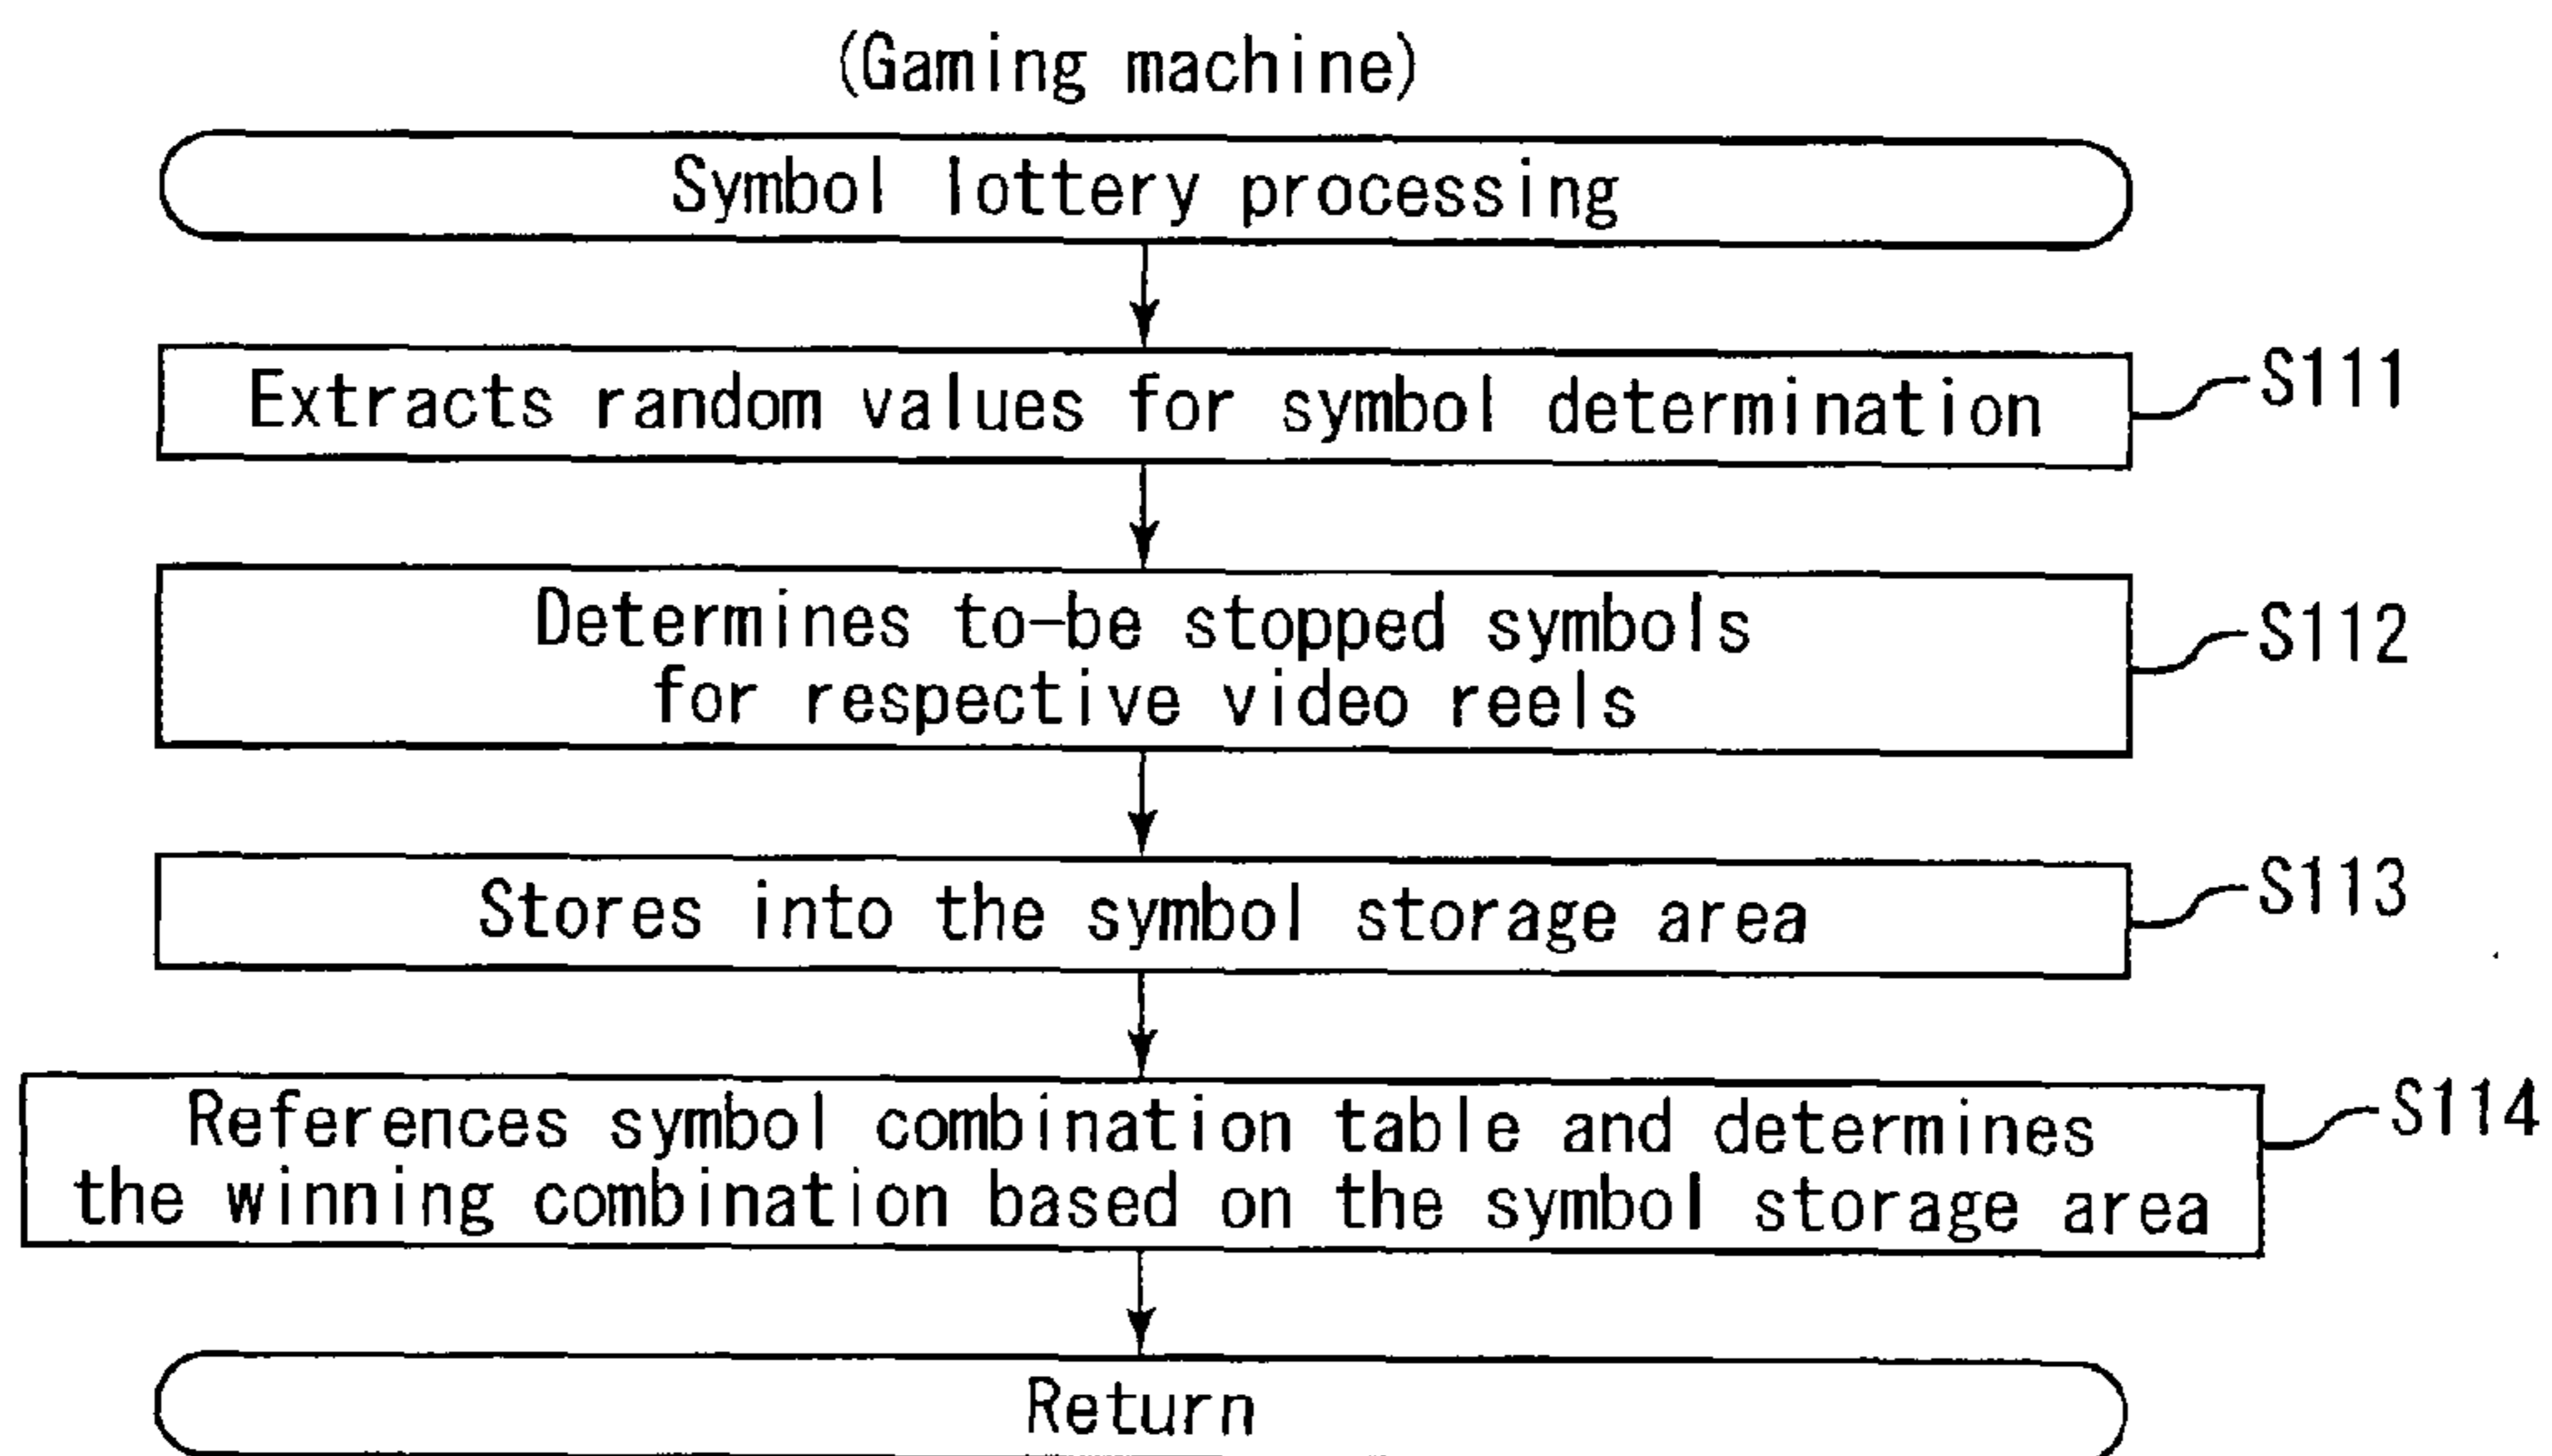 (Gaming machine)
Symbol lottery processing
Extracts random values for symbol determination
S111
Determines to-be stopped symbols
for respective video reels
S112
Stores into the symbol storage area
S113
References symbol combination table and determines
the winning combination based on the symbol storage area
S114
Return